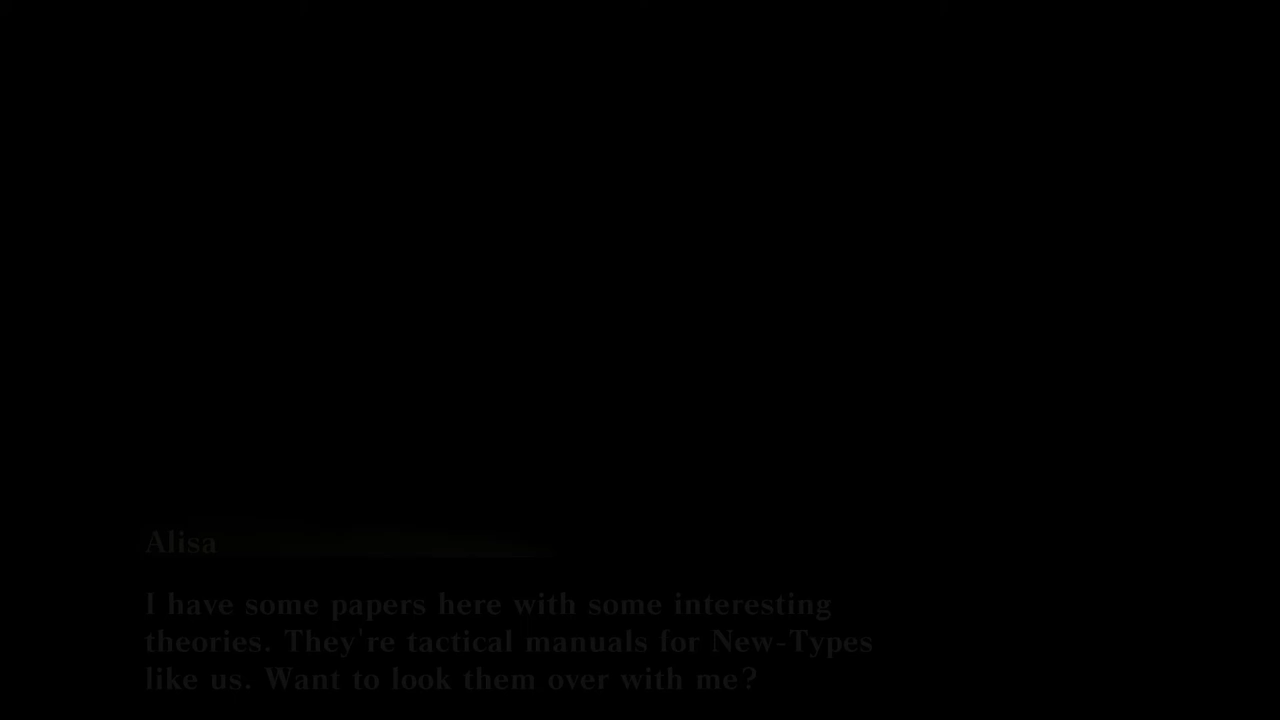 Alisa
I have some papers here with some interesting
theories. They're tactical manuals for New-Types
like us. Want to look them over with me?